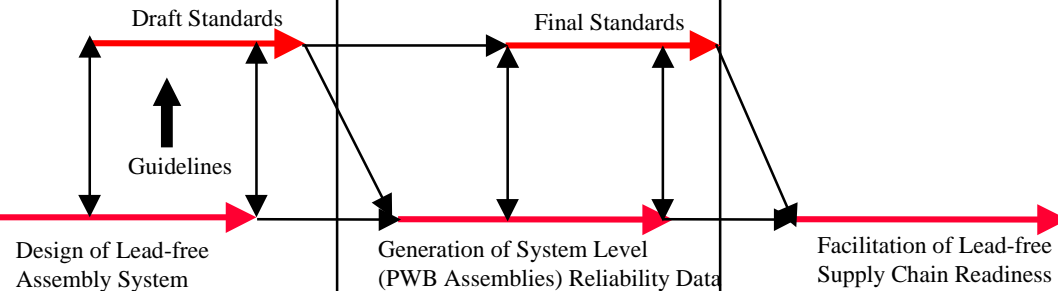 Draft Standards
Final Standards
Guidelines
Design of Lead-free
Assembly System
Generation of System Level
(PWB Assemblies) Reliability Data
Facilitation of Lead-free
Supply Chain Readiness